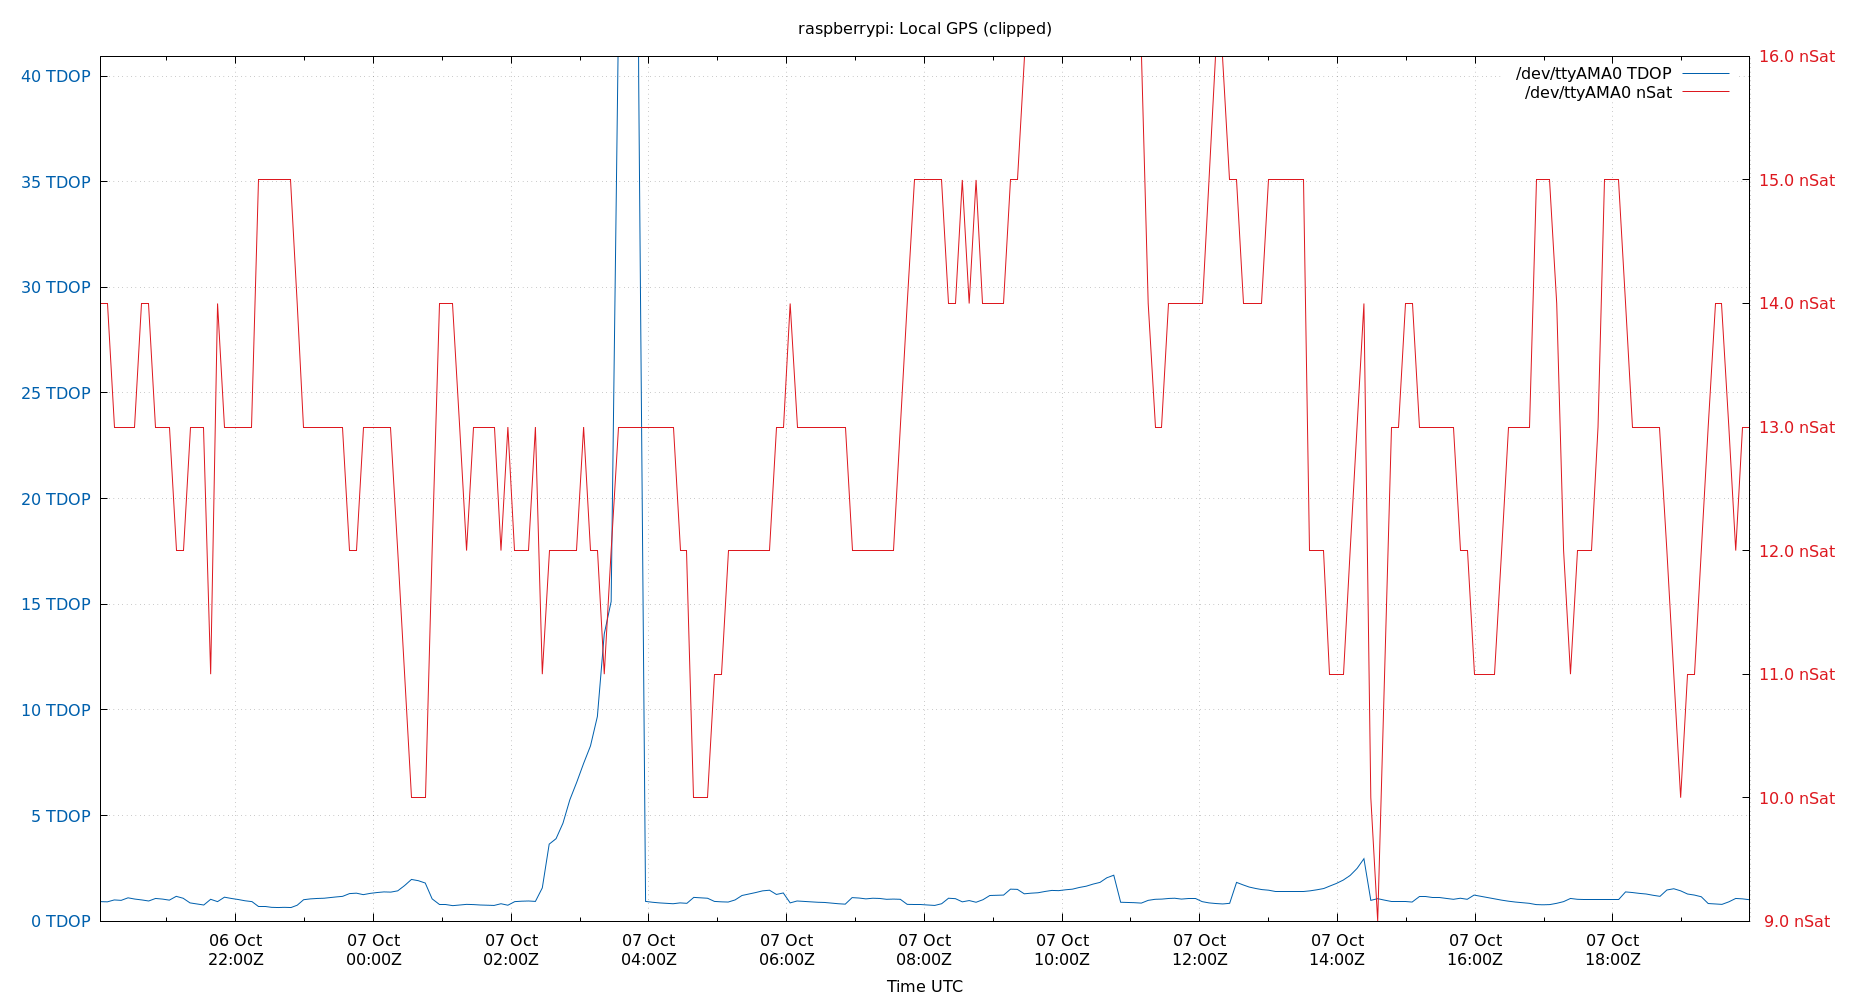 raspberrypi: Local GPS (clipped)
/dev/ttyAMA0 TDOP
/dev/ttyAMA0 nSat
40 TDOP
35 TDOP
30 TDOP
25 TDOP
20 TDOP
15 TDOP
10 TDOP
5 TDOP
0 TDOP
16.0 nSat
15.0 nSat
14.0 nSat
13.0 nSat
12.0 nSat
11.0 nSat
10.0 nSat
9.0 nSat
06 Oct
22:00Z
07 Oct
00:00Z
07 Oct
02:00Z
07 Oct
04:00Z
07 Oct
06:00Z
07 Oct
08:00Z
07 Oct
10:00Z
07 Oct
12:00Z
07 Oct
14:00Z
07 Oct
16:00Z
07 Oct
18:00Z
Time UTC